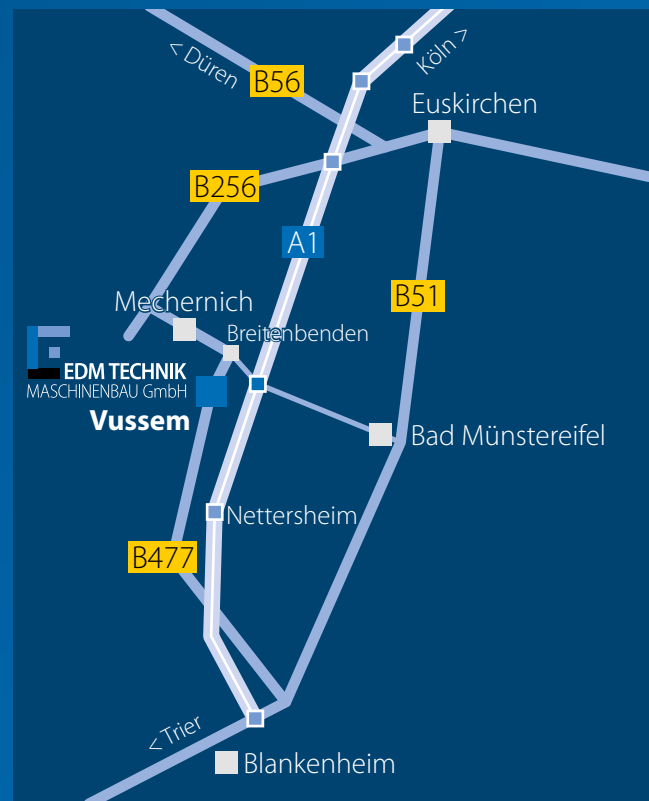 < Düren
Köln >
B56
Euskirchen
B256
A1
B51
Mechernich
Breitenbenden
EDM TECHNIK
MASCHINENBAU GmbH
Vussem
Bad Münstereifel
Nettersheim
B477
< Trier
Blankenheim